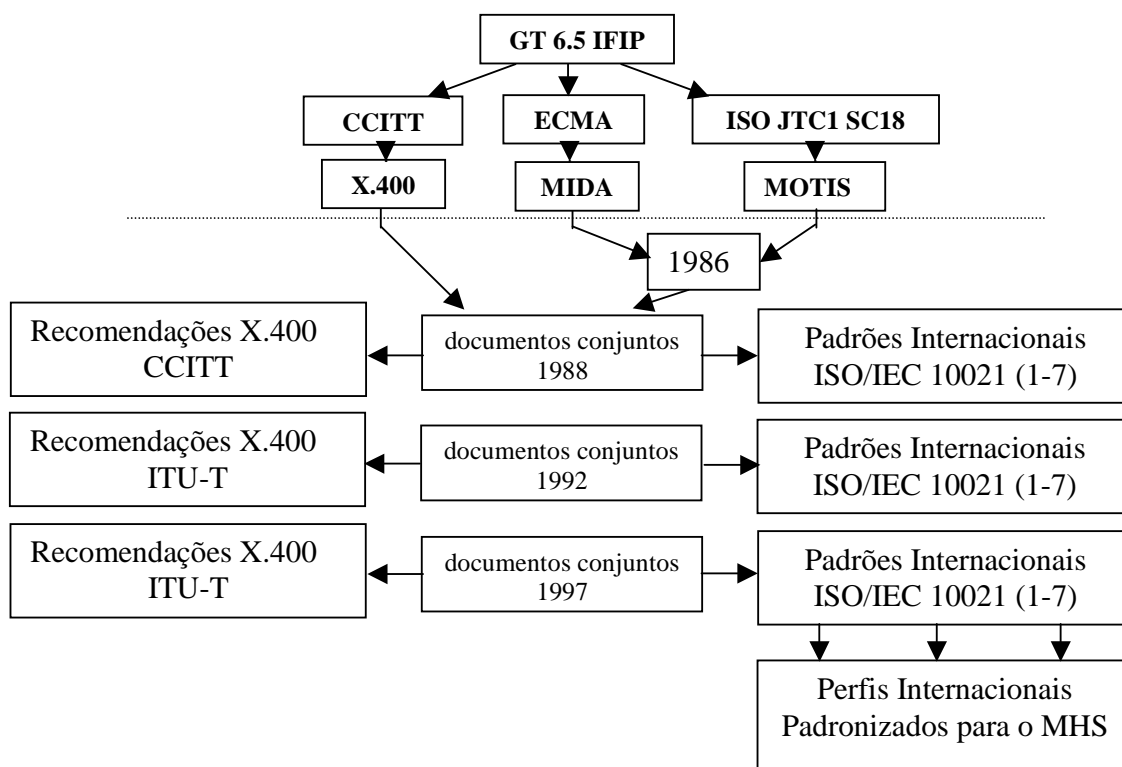 GT 6.5 IFIP
CCITT
ECMA
ISO JTC1 SC18
X.400
MIDA
MOTIS
1986
Recomendações X.400
CCITT
documentos conjuntos
1988
Padrões Internacionais
ISO/IEC 10021 (1-7)
Recomendações X.400
ITU-T
documentos conjuntos
1992
Padrões Internacionais
ISO/IEC 10021 (1-7)
Recomendações X.400
ITU-T
documentos conjuntos
1997
Padrões Internacionais
ISO/IEC 10021 (1-7)
Perfis Internacionais
Padronizados para o MHS